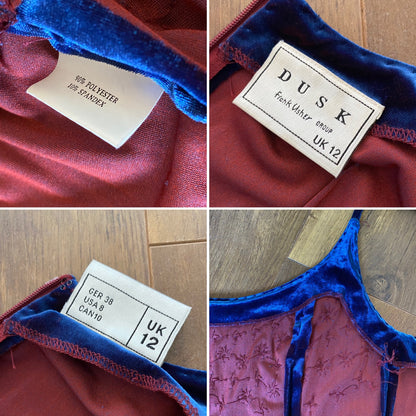 90% POLYESTER
10% SPANDEX
DUSK
Frank Usher GROUP
UK 12
GER 38
USA 8
CAN10
UK
12